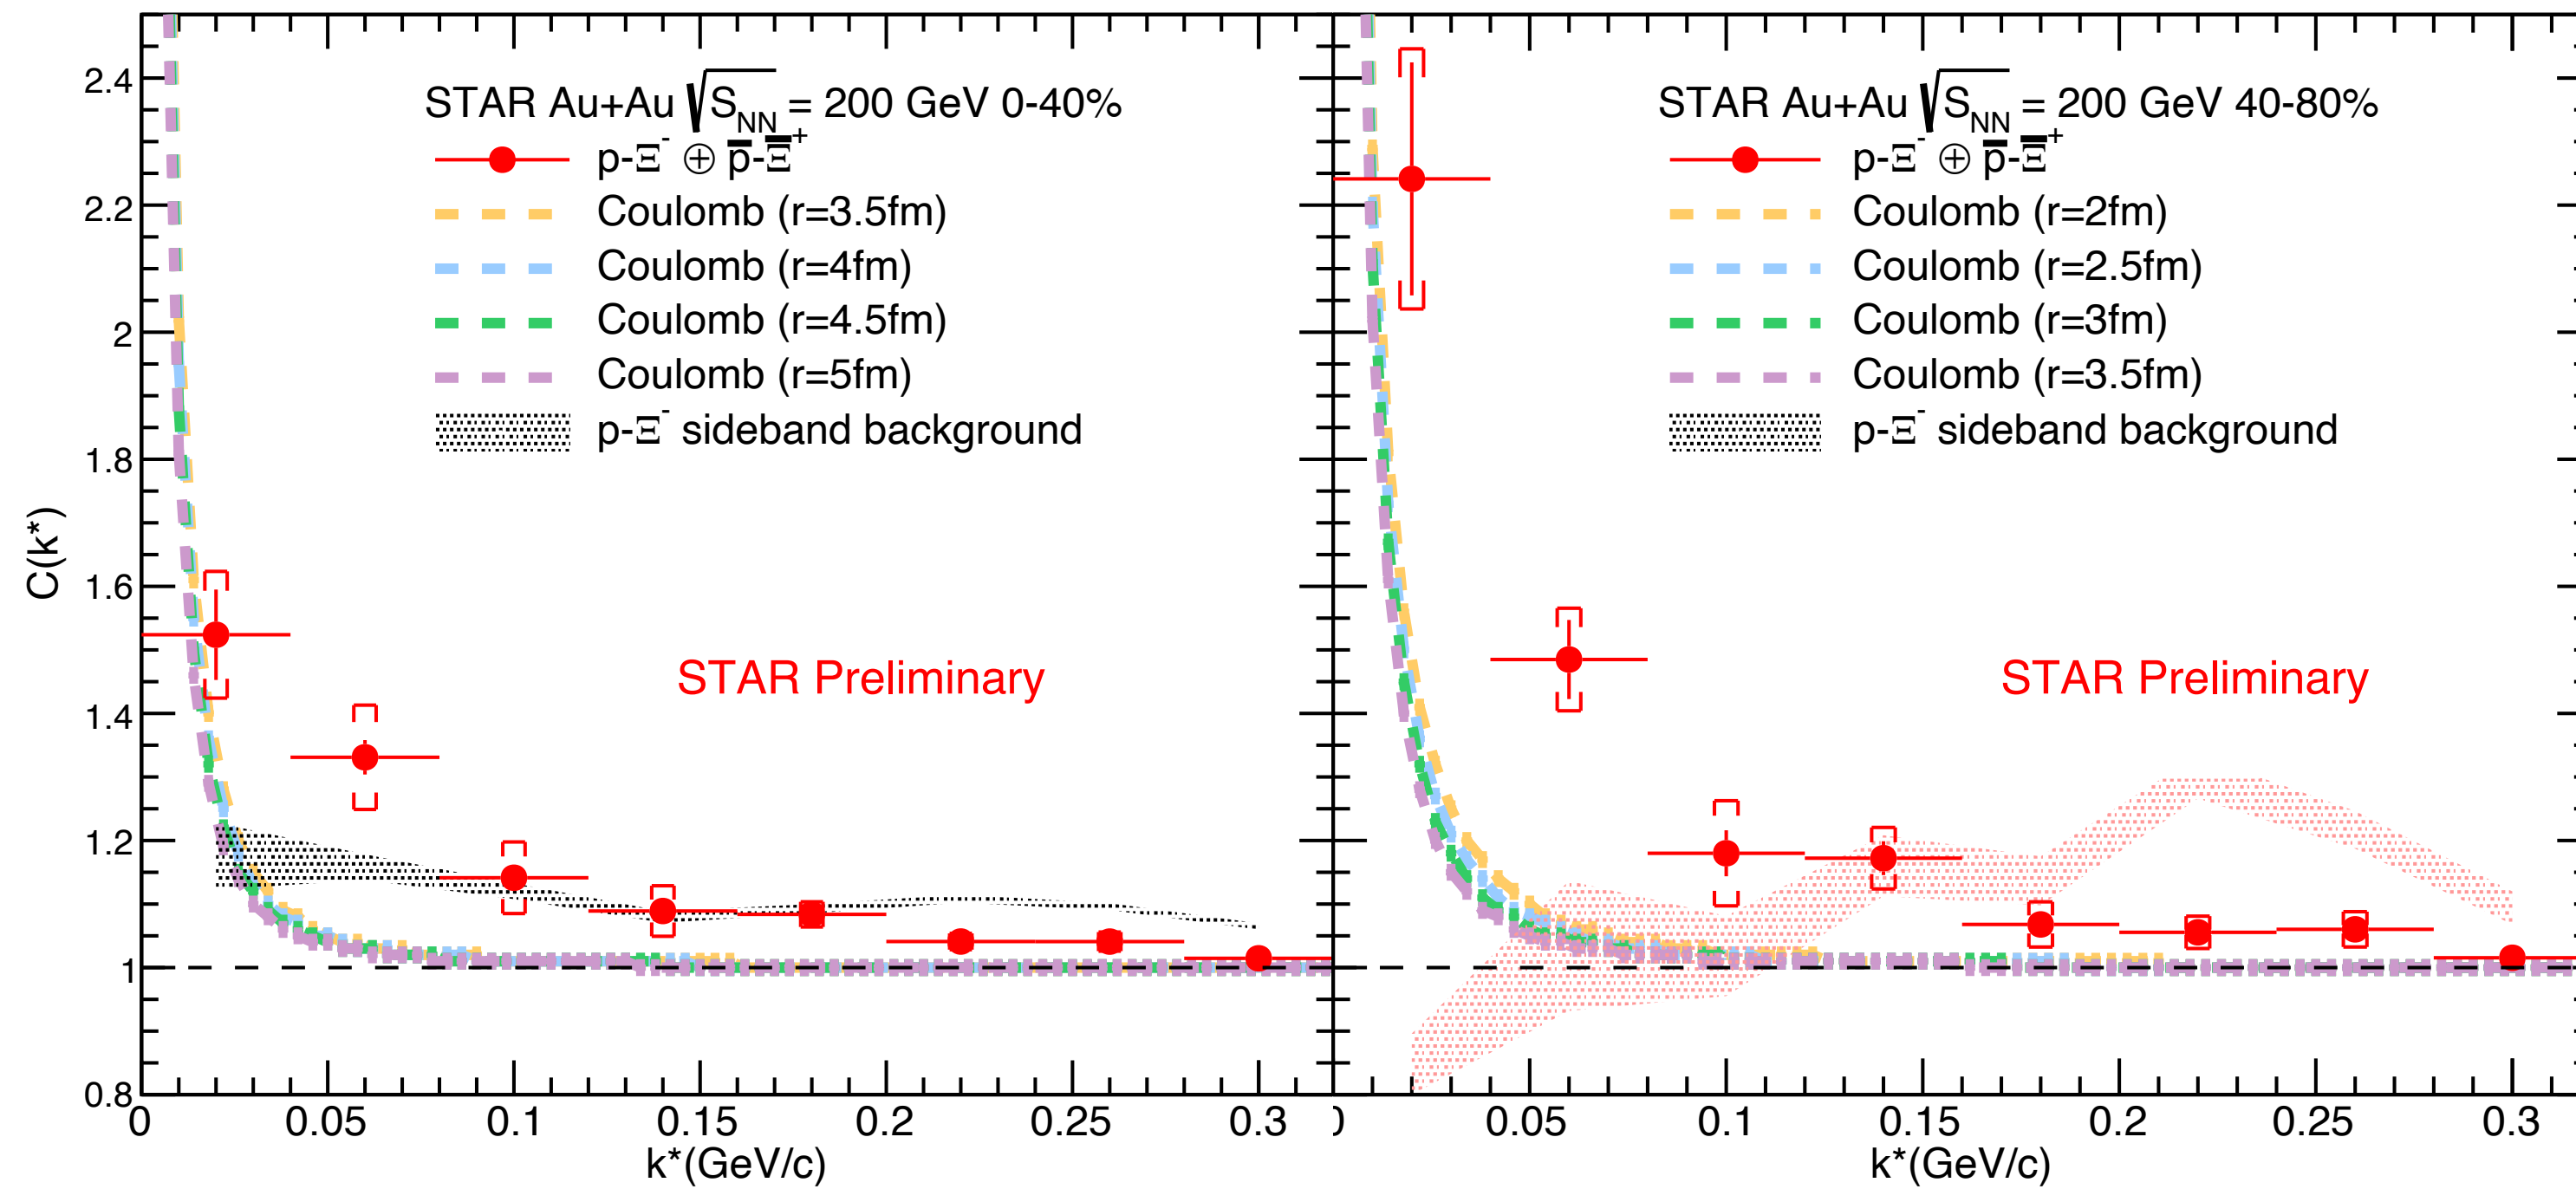 STAR Au+Au √S_NN = 200 GeV 0-40%
p-Ξ⁻ ⊕ p̅-Ξ̅⁺
Coulomb (r=3.5fm)
Coulomb (r=4fm)
Coulomb (r=4.5fm)
Coulomb (r=5fm)
p-Ξ⁻ sideband background
STAR Preliminary
C(k*)
2.4
2.2
2
1.8
1.6
1.4
1.2
1
0.8
0 0.05 0.1 0.15 0.2 0.25 0.3
k*(GeV/c)
STAR Au+Au √S_NN = 200 GeV 40-80%
p-Ξ⁻ ⊕ p̅-Ξ̅⁺
Coulomb (r=2fm)
Coulomb (r=2.5fm)
Coulomb (r=3fm)
Coulomb (r=3.5fm)
p-Ξ⁻ sideband background
STAR Preliminary
0 0.05 0.1 0.15 0.2 0.25 0.3
k*(GeV/c)